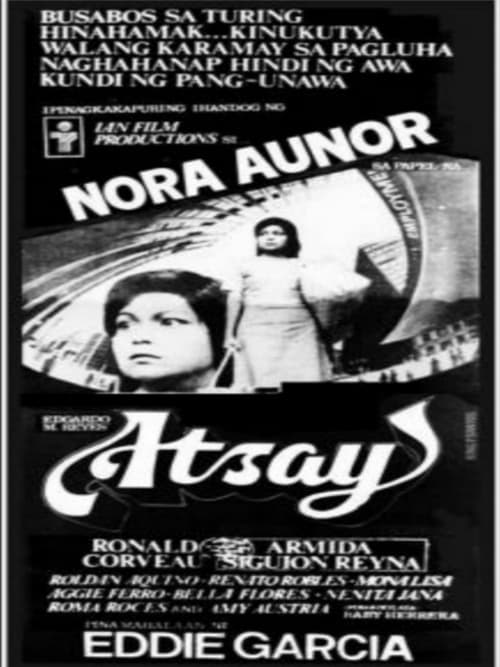 BUSABOS SA TURING
HINAHAMAK...KINUKUTYA
WALANG KARAMAY SA PAGLUHA
NAGHAHANAP HINDI NG AWA
KUNDI NG PANG-UNAWA
IPINAGKAKAPURING IHANDOG NG
IAN FILM
PRODUCTIONS SI
NORA AUNOR
SA PAPEL NA
EMPLOYME
EDGARDO
M. REYES
Atsay
RONALD
CORVEAU
ARMIDA
SIGUION REYNA
ROLDAN AQUINO-RENATO ROBLES-MONA LISA
AGGIE FERRO-BELLA FLORES-NENITA JANA
ROMA ROCES AND AMY AUSTRIA
BABY HERRERA
PINAMAHALAAN NI
EDDIE GARCIA